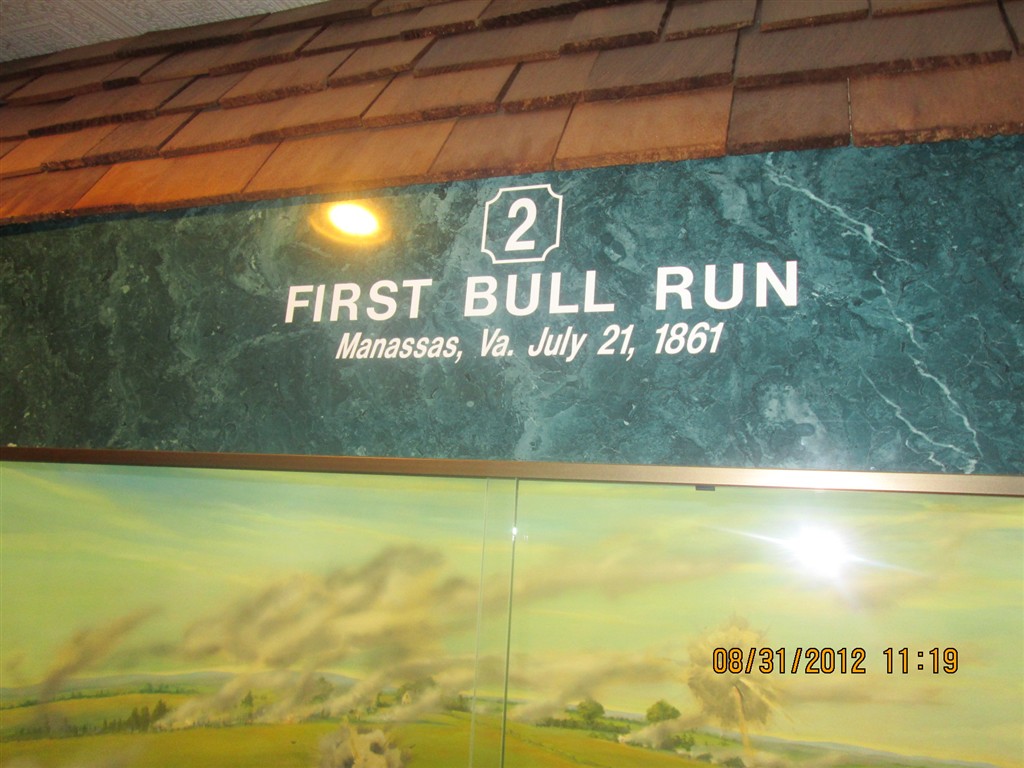 2
FIRST BULL RUN
Manassas, Va. July 21, 1861
08/31/2012 11:19